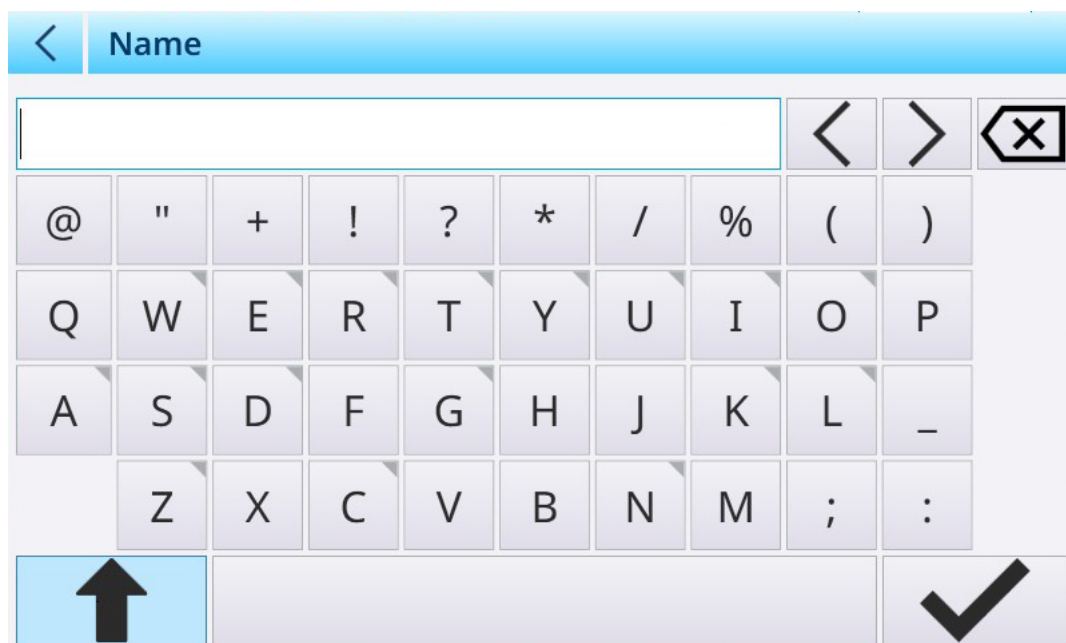 Name
@ " + ! ? * / % ( )
Q W E R T Y U I O P
A S D F G H J K L _
Z X C V B N M ; :